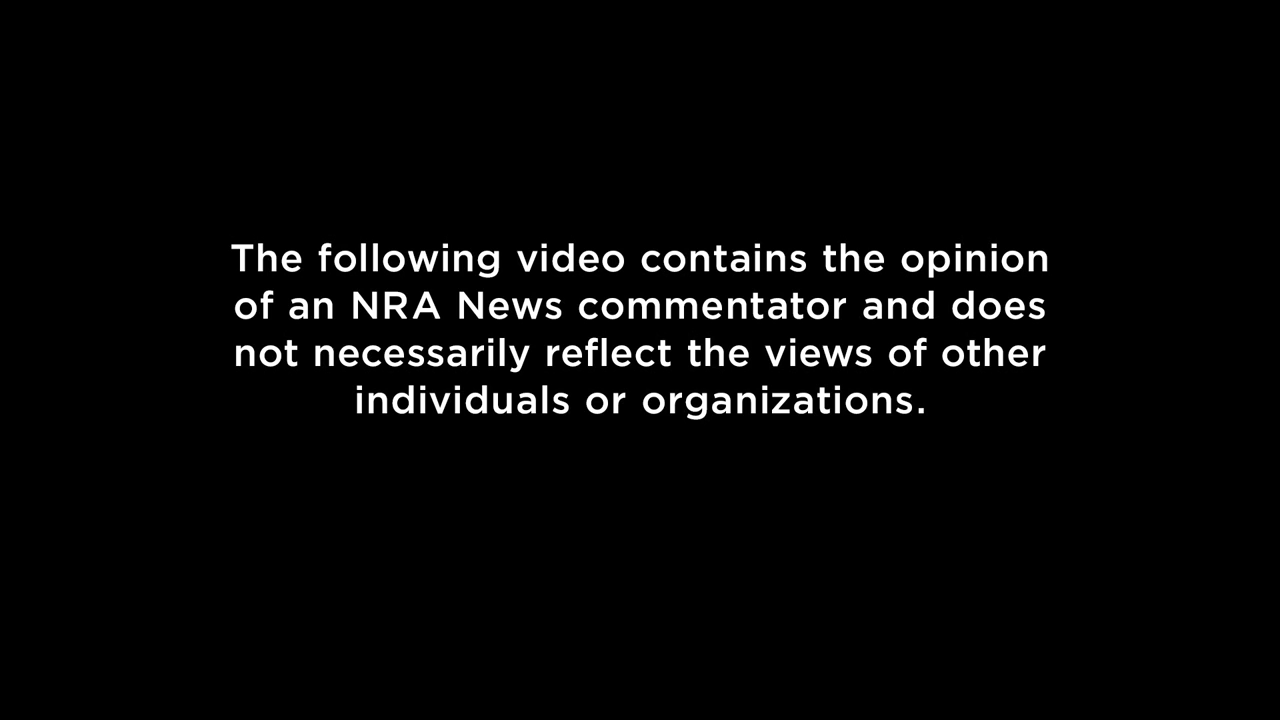 The following video contains the opinion
of an NRA News commentator and does
not necessarily reflect the views of other
individuals or organizations.